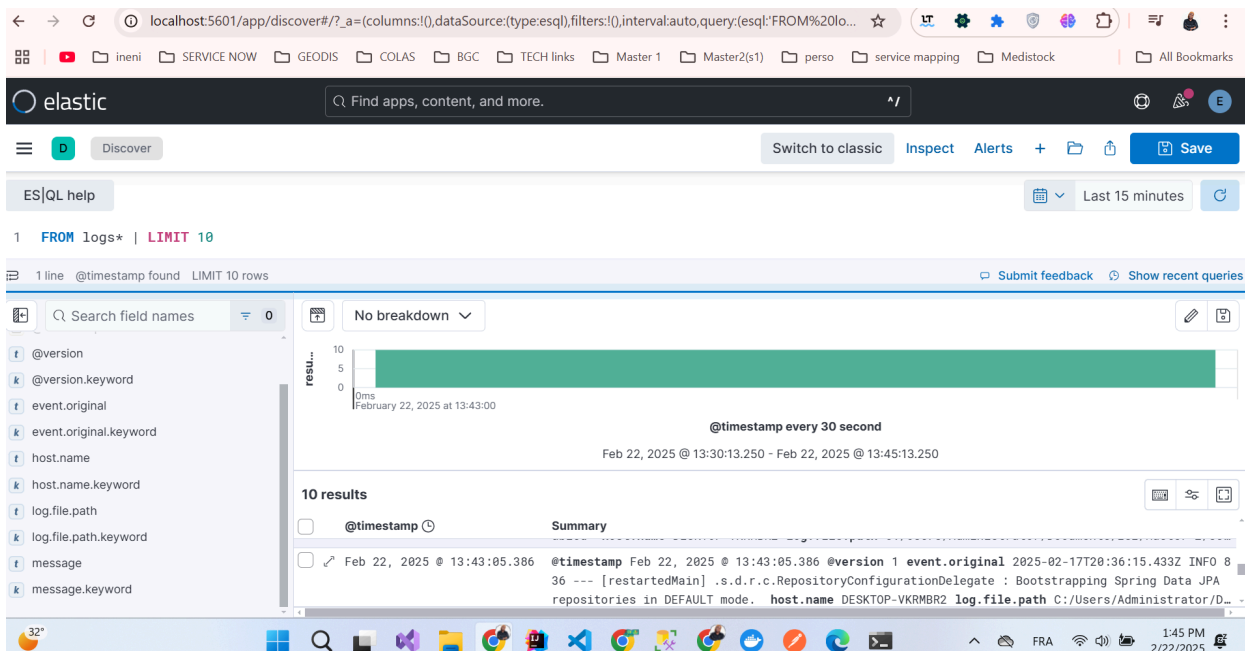 localhost:5601/app/discover#/?_a=(columns:!(),dataSource:(type:esql),filters:!(),interval:auto,query:(esql:'FROM%20lo...
ineni SERVICE NOW GEODIS COLAS BGC TECH links Master 1 Master2(s1) perso service mapping Medistock All Bookmarks
elastic Find apps, content, and more. ^/ E
D Discover Switch to classic Inspect Alerts + Save
ES|QL help Last 15 minutes
1 FROM logs* | LIMIT 10
1 line @timestamp found LIMIT 10 rows Submit feedback Show recent queries
Search field names 0 No breakdown
t @version
k @version.keyword
t event.original
k event.original.keyword
t host.name
k host.name.keyword
t log.file.path
k log.file.path.keyword
t message
k message.keyword
resu...
10
5
0
0ms
February 22, 2025 at 13:43:00
@timestamp every 30 second
Feb 22, 2025 @ 13:30:13.250 - Feb 22, 2025 @ 13:45:13.250
10 results
@timestamp Summary
Feb 22, 2025 @ 13:43:05.386 @timestamp Feb 22, 2025 @ 13:43:05.386 @version 1 event.original 2025-02-17T20:36:15.433Z INFO 8
36 --- [restartedMain] .s.d.r.c.RepositoryConfigurationDelegate : Bootstrapping Spring Data JPA
repositories in DEFAULT mode. host.name DESKTOP-VKRMBR2 log.file.path C:/Users/Administrator/D...
32° FRA 1:45 PM
2/22/2025